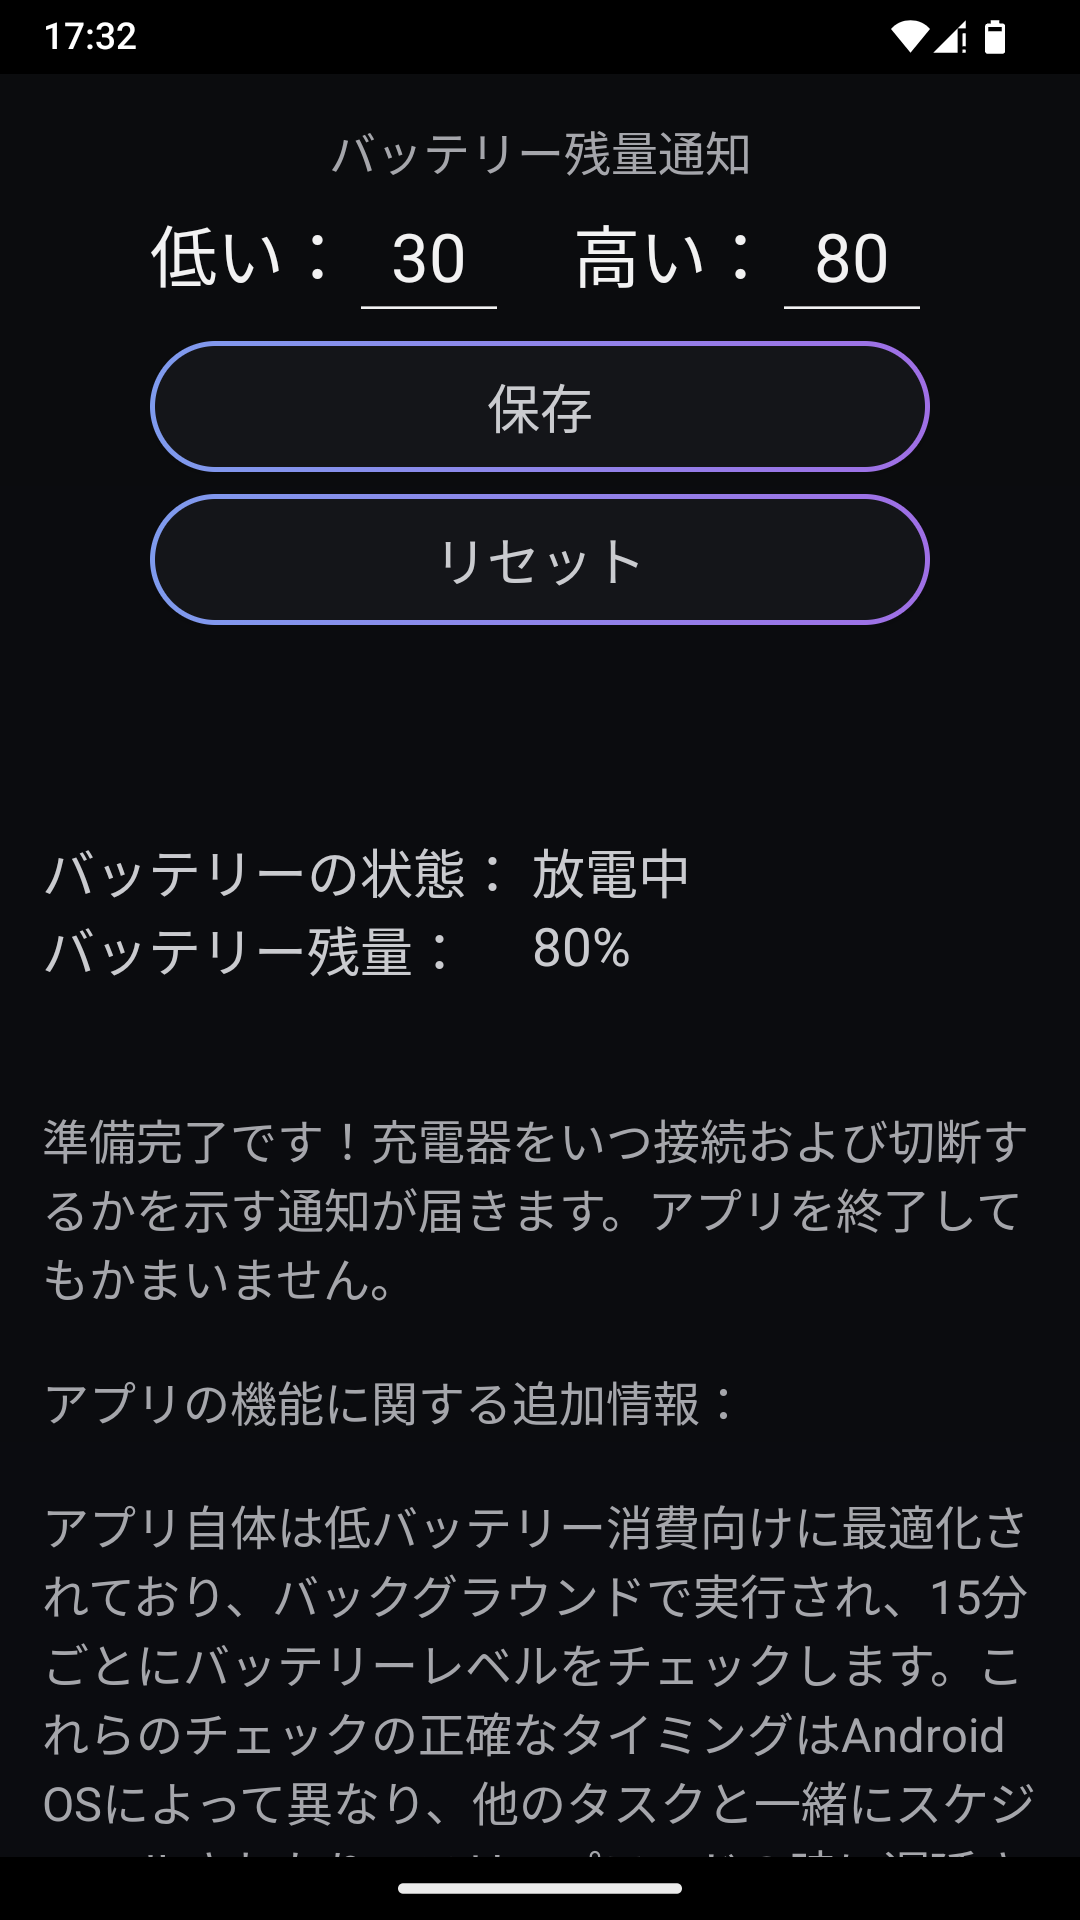 17:32
バッテリー残量通知
低い： 30 高い： 80
保存
リセット
バッテリーの状態： 放電中
バッテリー残量： 80%
準備完了です！充電器をいつ接続および切断す
るかを示す通知が届きます。アプリを終了して
もかまいません。
アプリの機能に関する追加情報：
アプリ自体は低バッテリー消費向けに最適化さ
れており、バックグラウンドで実行され、15分
ごとにバッテリーレベルをチェックします。こ
れらのチェックの正確なタイミングはAndroid
OSによって異なり、他のタスクと一緒にスケジ